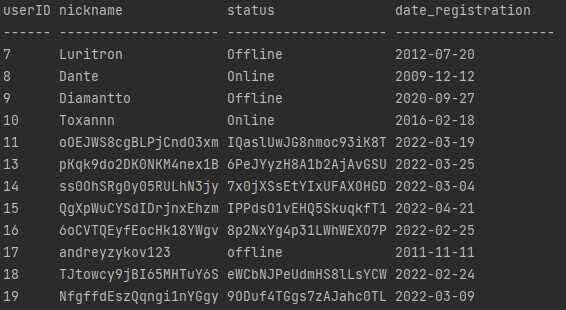 userID nickname status date_registration
------ -------------------- -------------------- --------------------
7 Luritron Offline 2012-07-20
8 Dante Online 2009-12-12
9 Diamantto Offline 2020-09-27
10 Toxannn Online 2016-02-18
11 oOEJWS8cgBLPjCndO3xm IQaslUwJG8nmoc93iK8T 2022-03-19
13 pKqk9do2DK0NKM4nex1B 6PeJYyzH8A1b2AjAvGSU 2022-03-25
14 ss0OhSRg0y05RULhN3jy 7x0jXSsEtYIxUFAXOHGD 2022-03-04
15 QgXpWuCYSdIDrjnxEhzm IPPdsO1vEHQ5SkuqkfT1 2022-04-21
16 6oCVTQEyfEocHk18YWgv 8p2NxYg4p31LWhWEXO7P 2022-02-25
17 andreyzykov123 offline 2011-11-11
18 TJtowcy9jBI65MHTuY6S eWCbNJPeUdmHS8lLsYCW 2022-02-24
19 NfgffdEszQqngi1nYGgy 9ODuf4TGgs7zAJahc0TL 2022-03-09